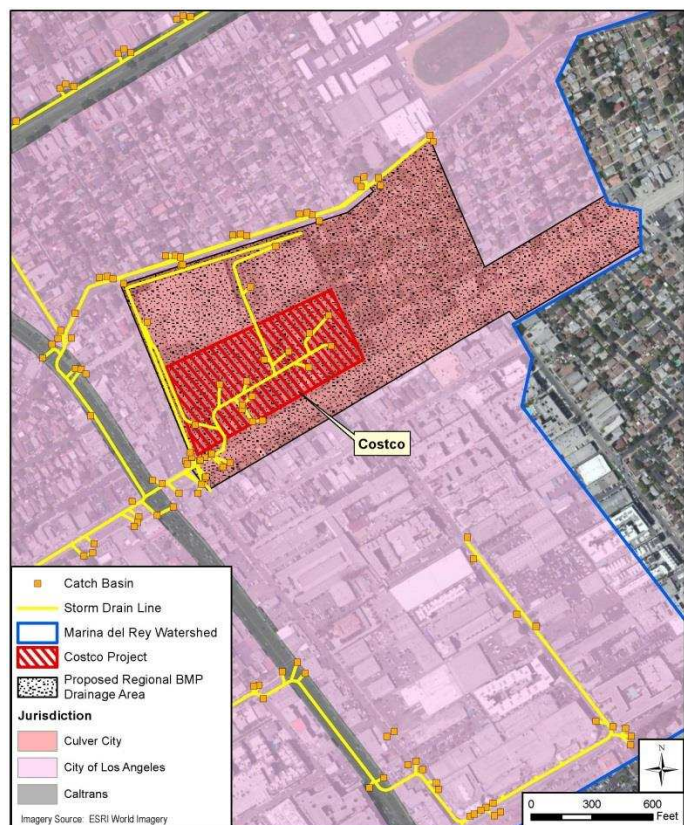 Costco
Catch Basin
Storm Drain Line
Marina del Rey Watershed
Costco Project
Proposed Regional BMP
Drainage Area
Jurisdiction
Culver City
City of Los Angeles
Caltrans
Imagery Source: ESRI World Imagery
N
0 300 600
Feet